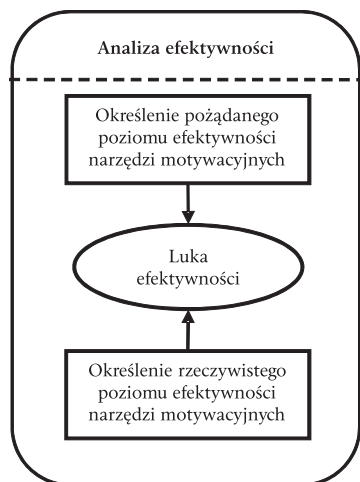 Analiza efektywności
Określenie pożądanego
poziomu efektywności
narzędzi motywacyjnych
Luka
efektywności
Określenie rzeczywistego
poziomu efektywności
narzędzi motywacyjnych